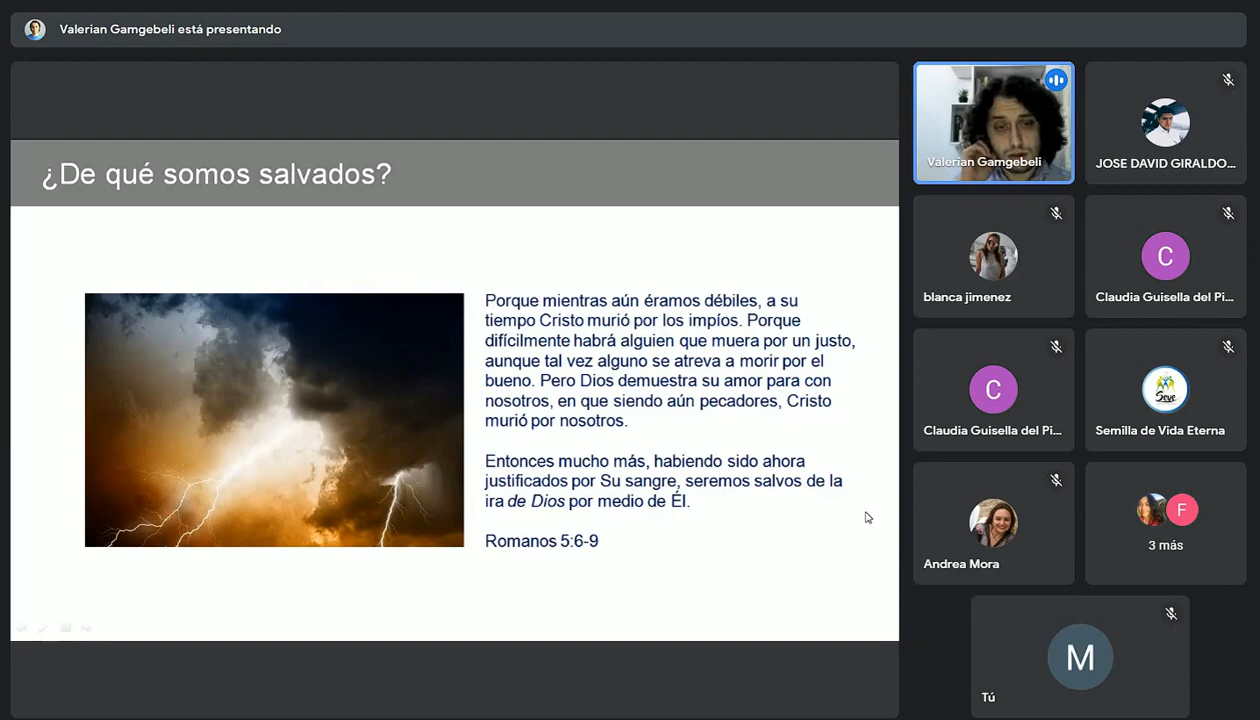 Valerian Gamgebeli está presentando
¿De qué somos salvados?
Porque mientras aún éramos débiles, a su
tiempo Cristo murió por los impíos. Porque
difícilmente habrá alguien que muera por un justo,
aunque tal vez alguno se atreva a morir por el
bueno. Pero Dios demuestra su amor para con
nosotros, en que siendo aún pecadores, Cristo
murió por nosotros.
Entonces mucho más, habiendo sido ahora
justificados por Su sangre, seremos salvos de la
ira de Dios por medio de Él.
Romanos 5:6-9
Valerian Gamgebeli
JOSE DAVID GIRALDO...
blanca jimenez
C
Claudia Guisella del Pi...
C
Claudia Guisella del Pi...
Seve
Semilla de Vida Eterna
Andrea Mora
F
3 más
M
Tú